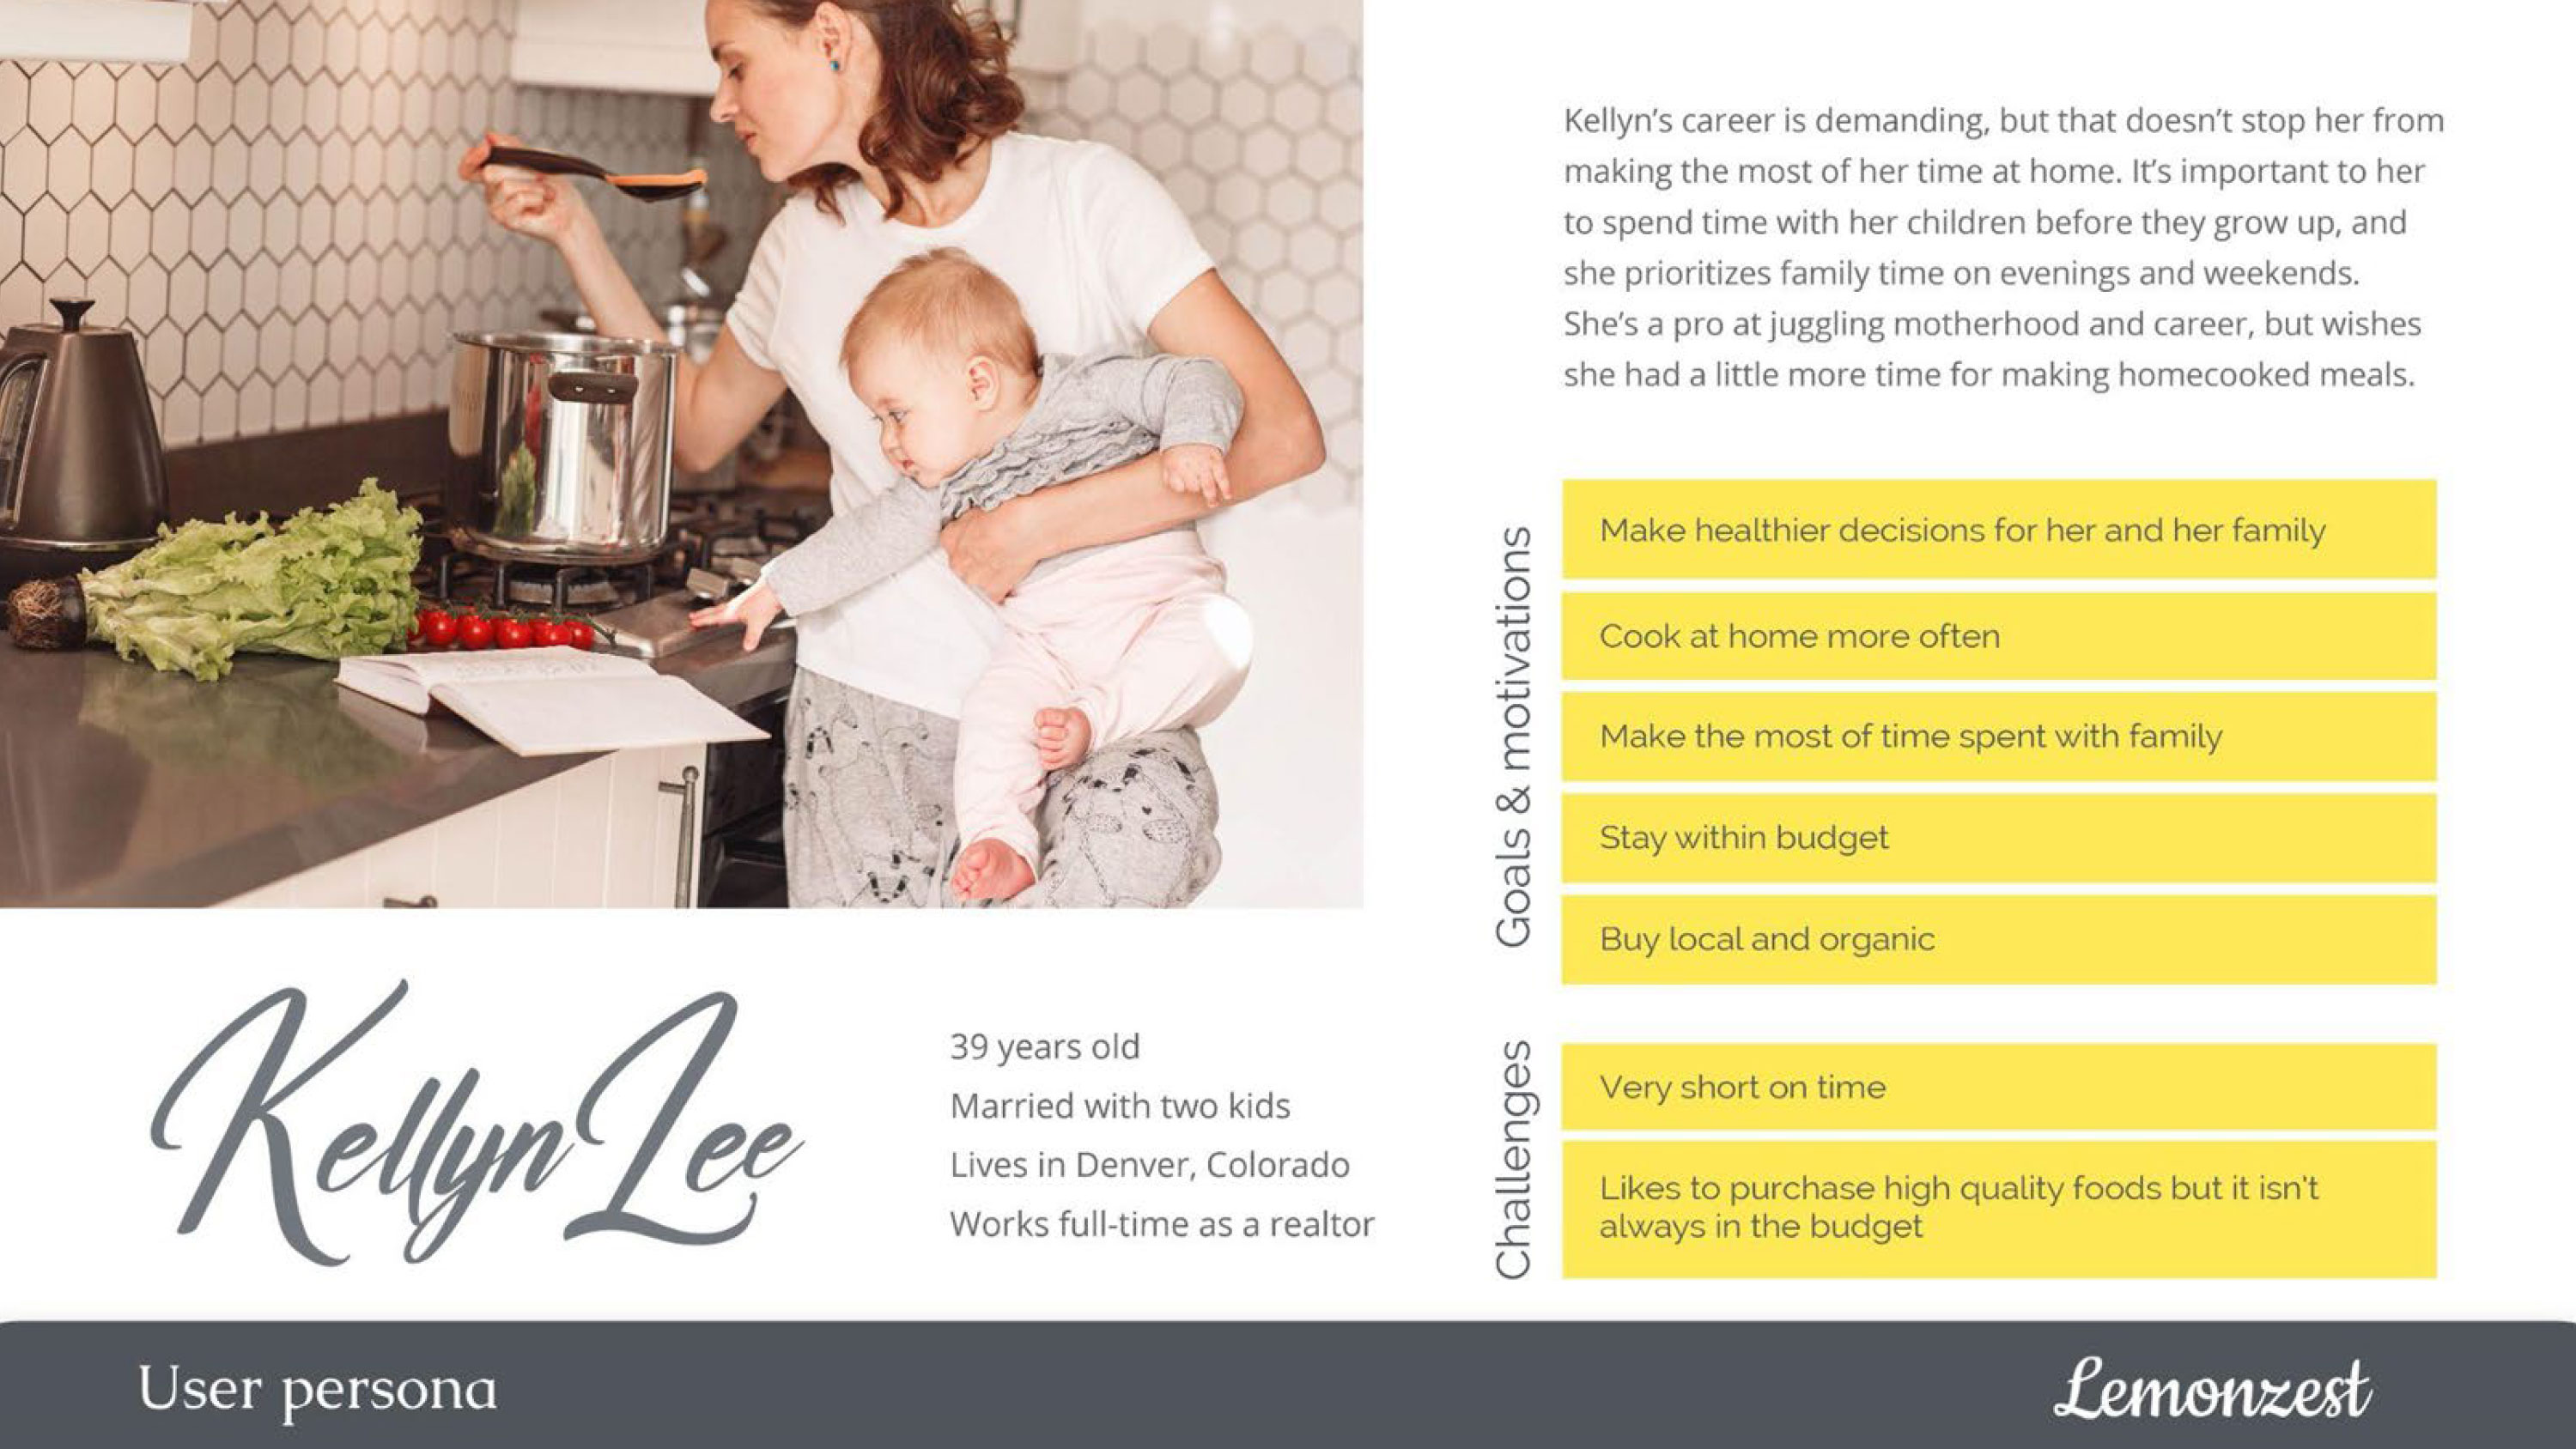 Kellyn’s career is demanding, but that doesn’t stop her from
making the most of her time at home. It’s important to her
to spend time with her children before they grow up, and
she prioritizes family time on evenings and weekends.
She’s a pro at juggling motherhood and career, but wishes
she had a little more time for making homecooked meals.
Goals & motivations
Make healthier decisions for her and her family
Cook at home more often
Make the most of time spent with family
Stay within budget
Buy local and organic
Kellyn Lee
39 years old
Married with two kids
Lives in Denver, Colorado
Works full-time as a realtor
Challenges
Very short on time
Likes to purchase high quality foods but it isn't
always in the budget
User persona
Lemonzest